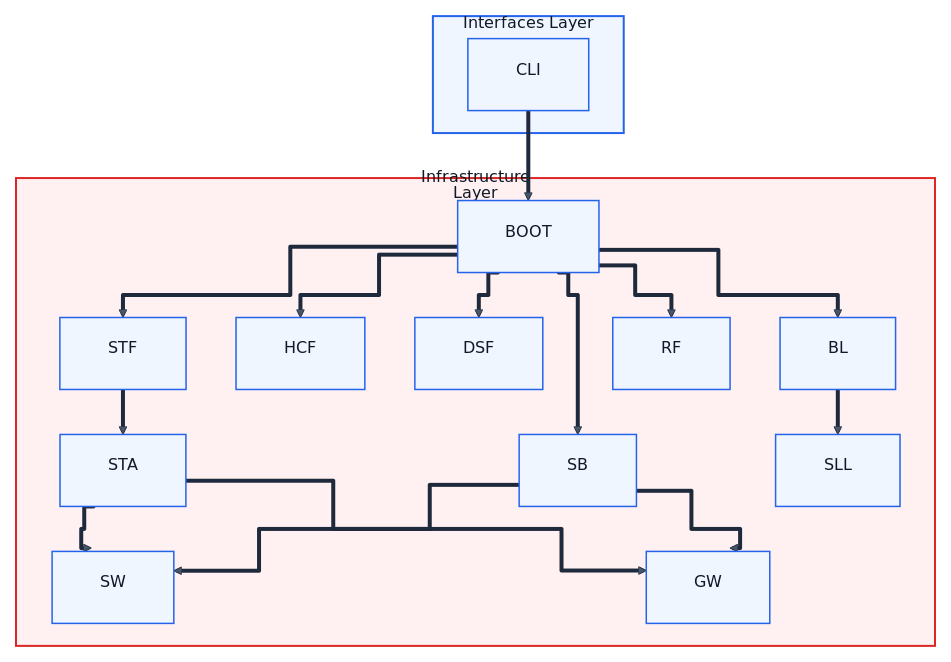 Interfaces Layer
CLI
Infrastructure
Layer
BOOT
STF
HCF
DSF
RF
BL
STA
SB
SLL
SW
GW